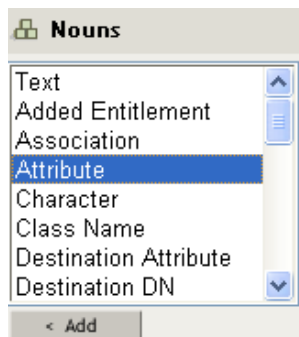 Nouns
Text
Added Entitlement
Association
Attribute
Character
Class Name
Destination Attribute
Destination DN
< Add